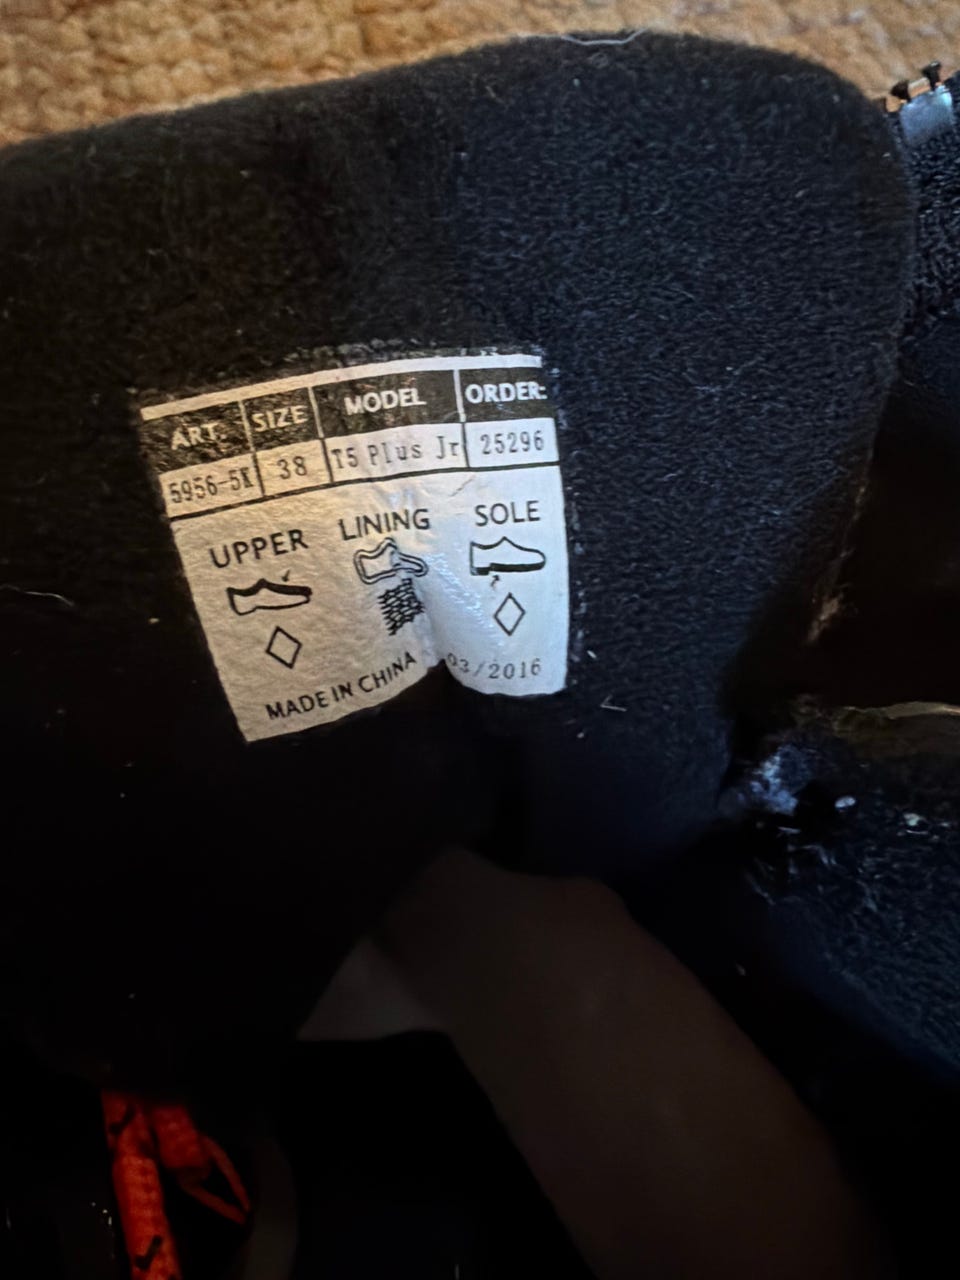 ART. SIZE MODEL ORDER:
5956-5K 38 T5 Plus Jr 25296
UPPER LINING SOLE
MADE IN CHINA 03/2016